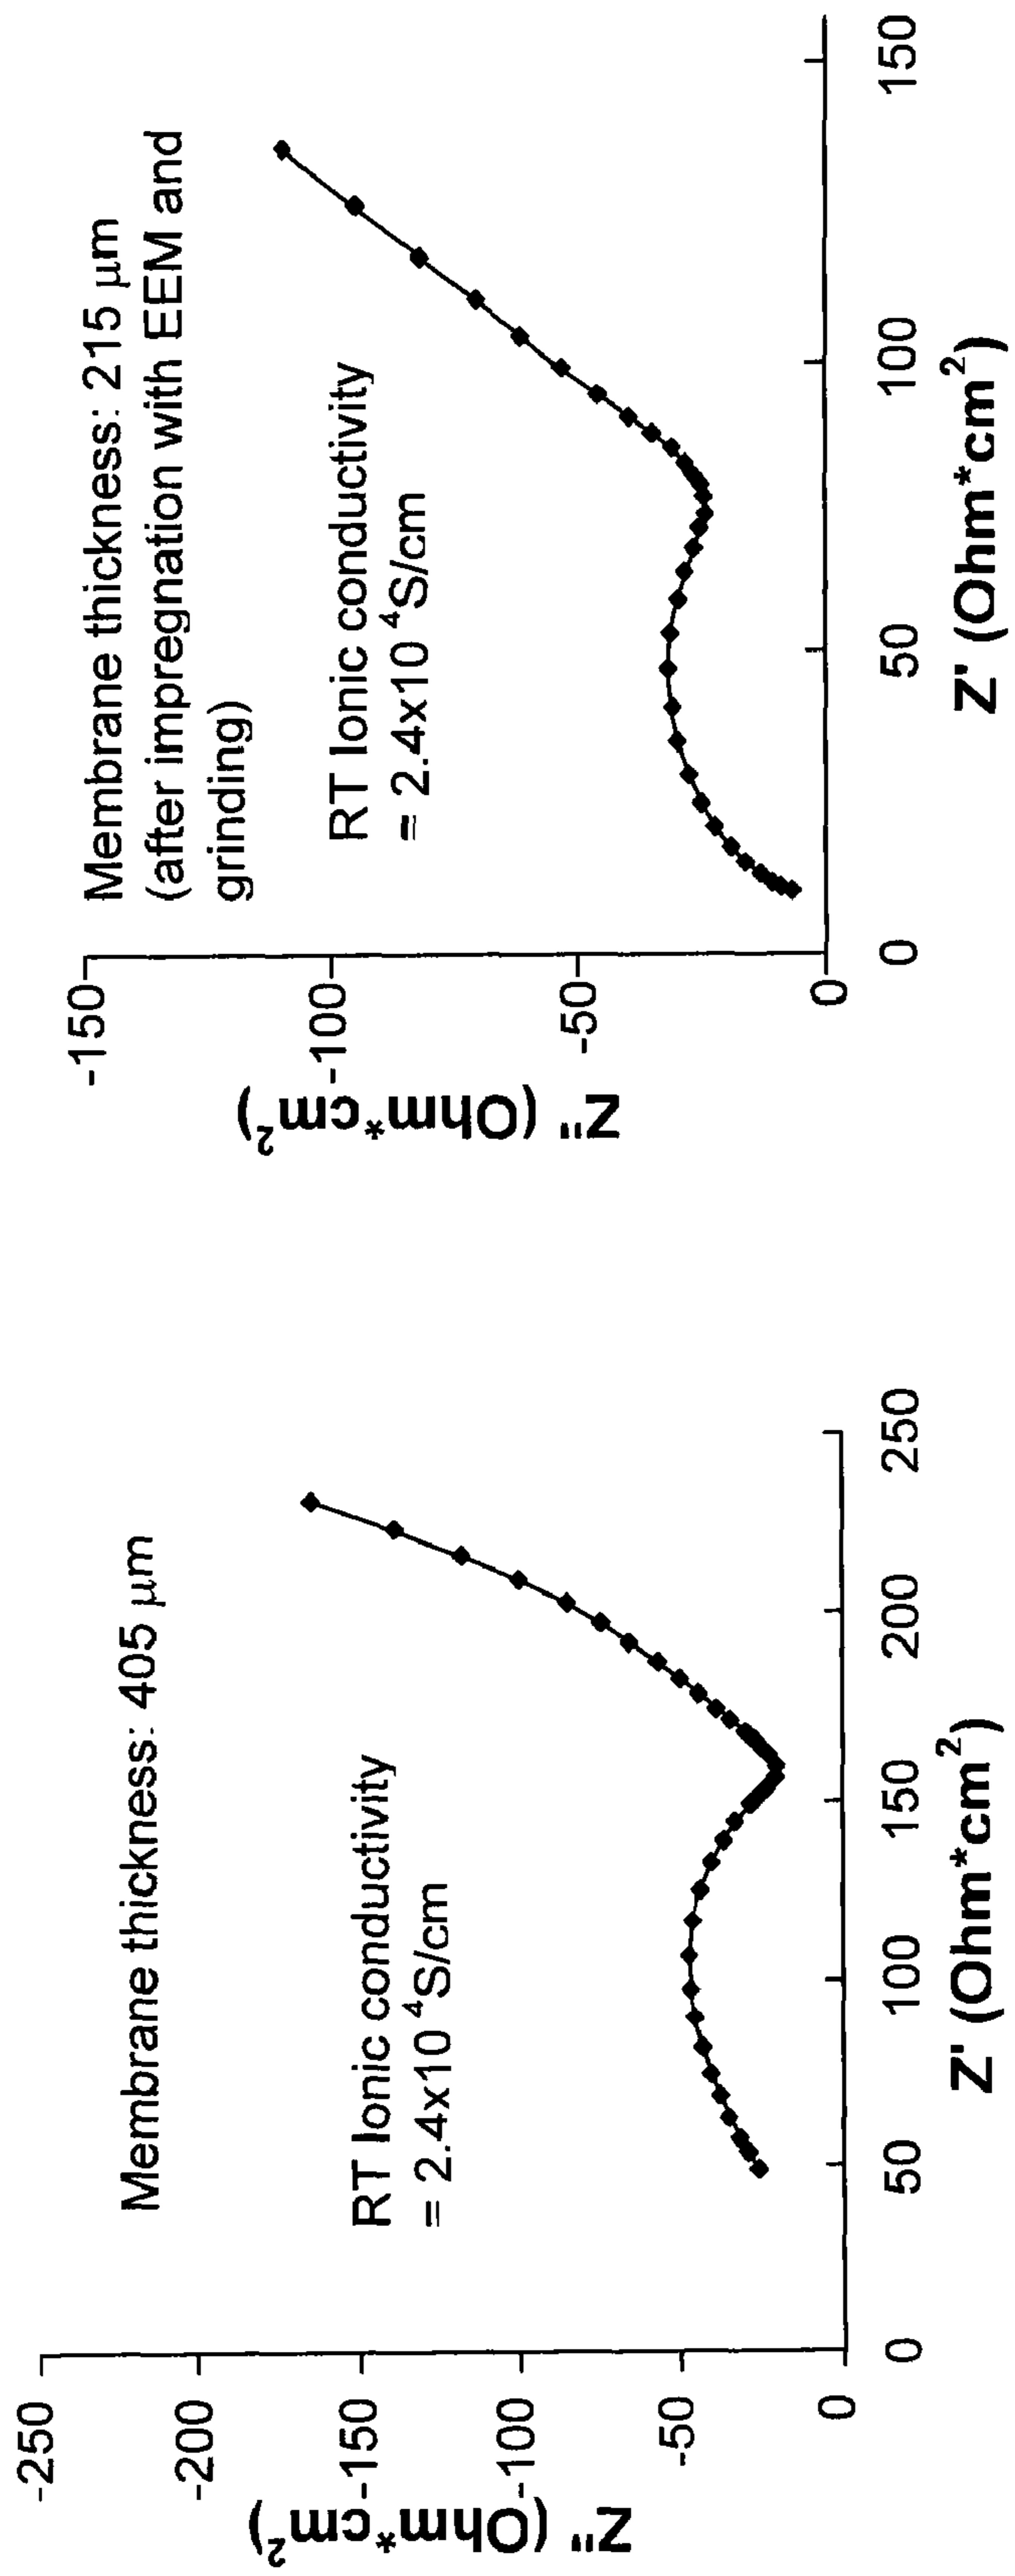 -250
-200
-150
-100
-50
0
Z'' (Ohm*cm²)
Membrane thickness: 405 µm
RT Ionic conductivity
= 2.4x10 ⁴S/cm
0
50
100
150
200
250
Z' (Ohm*cm²)
-150
-100
-50
0
Z'' (Ohm*cm²)
Membrane thickness: 215 µm
(after impregnation with EEM and
grinding)
RT Ionic conductivity
= 2.4x10 ⁴S/cm
0
50
100
150
Z' (Ohm*cm²)